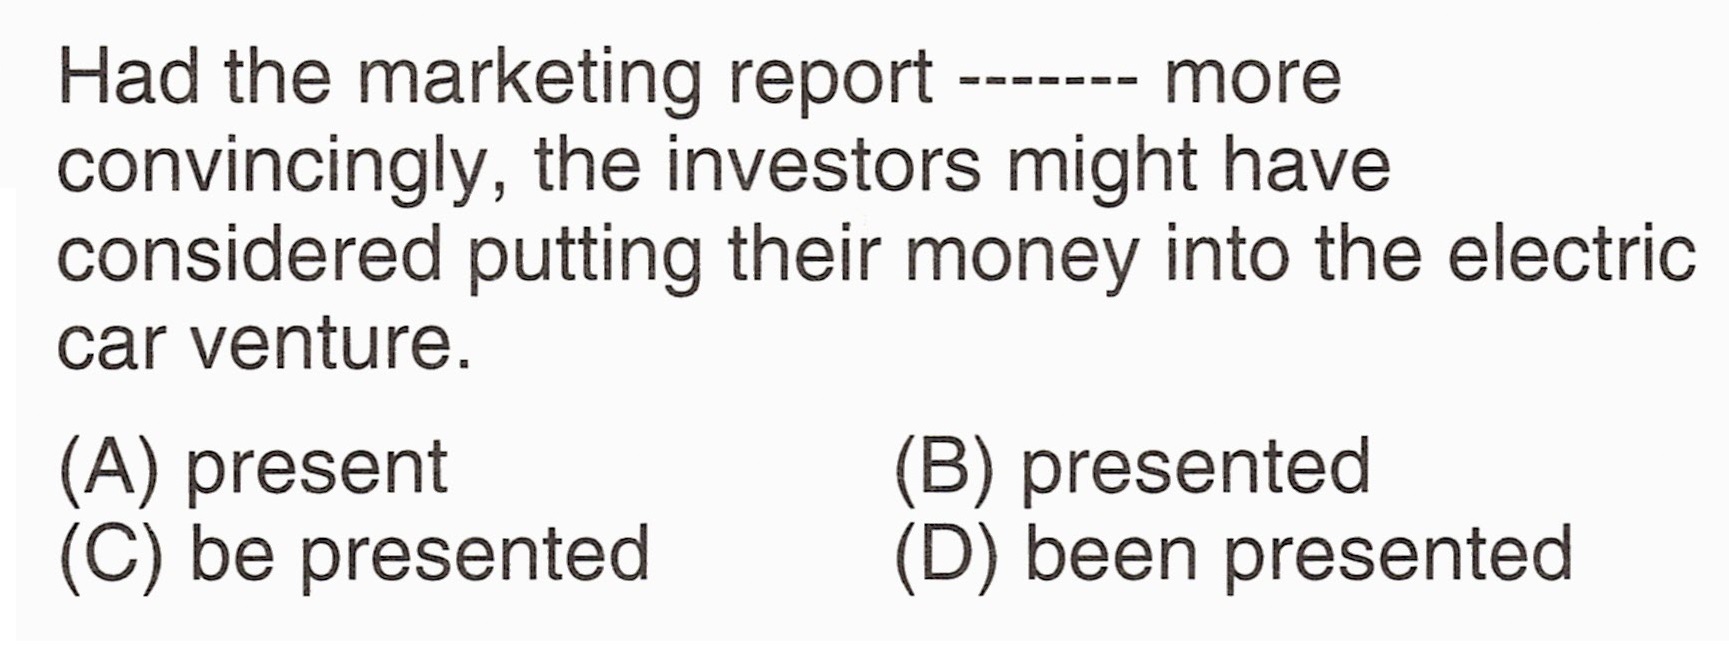 Had the marketing report ------- more
convincingly, the investors might have
considered putting their money into the electric
car venture.
(A) present (B) presented
(C) be presented (D) been presented